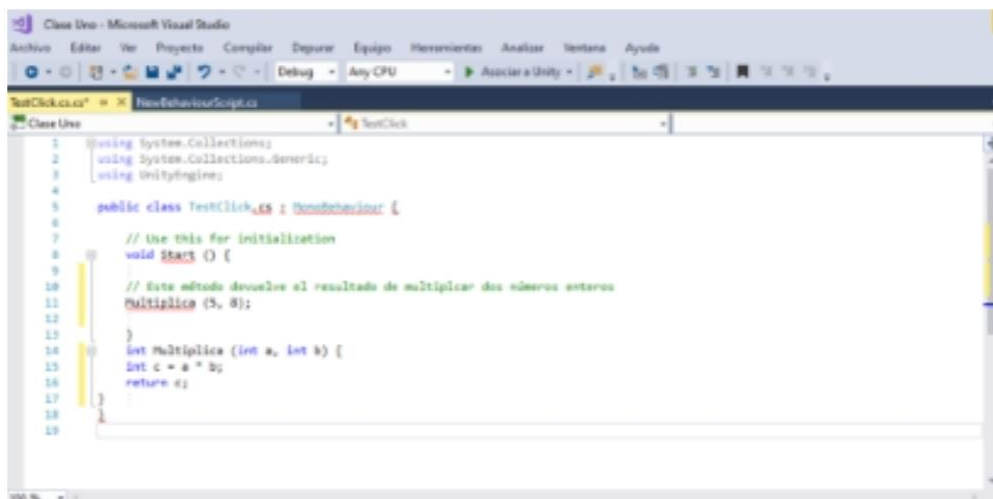 Clase Uno - Microsoft Visual Studio
Archivo Editar Ver Proyecto Compilar Depurar Equipo Herramientas Analizar Ventana Ayuda
Debug Any CPU Asociar a Unity
TestClick.cs.cs* NewBehaviourScript.cs
Clase Uno TestClick
1 using System.Collections;
2 using System.Collections.Generic;
3 using UnityEngine;
4
5 public class TestClick.cs : MonoBehaviour {
6
7 // Use this for initialization
8 void Start () {
9
10 // Este método devuelve el resultado de multiplcar dos números enteros
11 Multiplica (5, 8);
12
13 }
14 int Multiplica (int a, int b) {
15 int c = a * b;
16 return c;
17 }
18 }
19
100 %